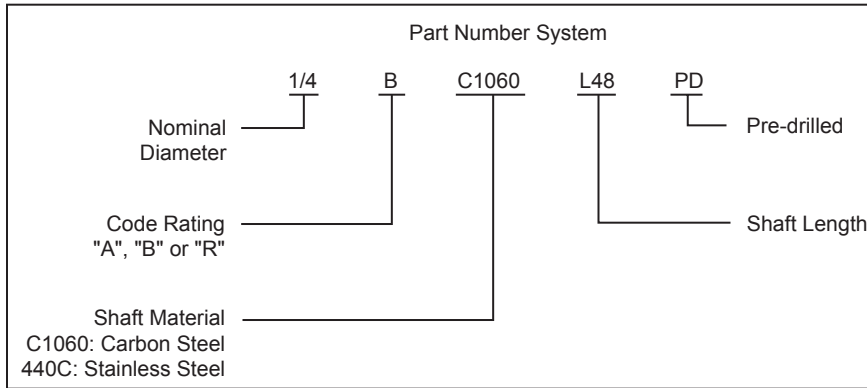 Part Number System
1/4 B C1060 L48 PD
Nominal
Diameter
Pre-drilled
Code Rating
"A", "B" or "R"
Shaft Length
Shaft Material
C1060: Carbon Steel
440C: Stainless Steel